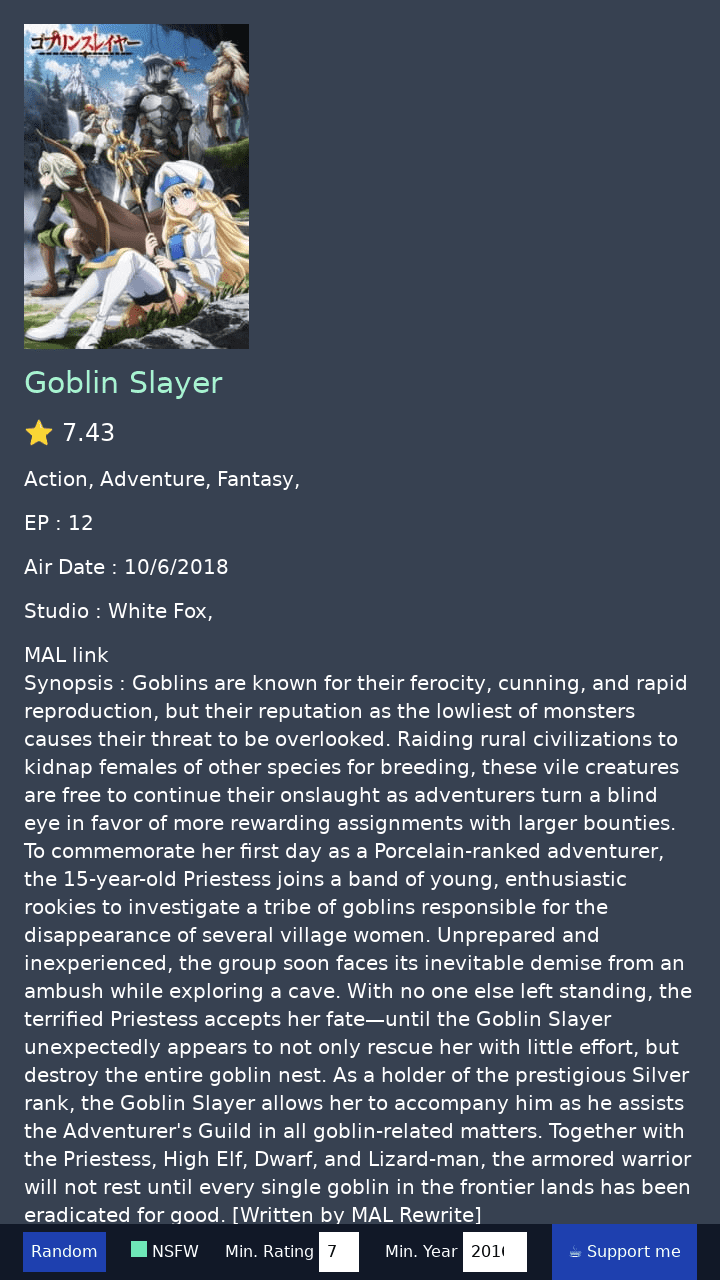 ゴブリンスレイヤー
Goblin Slayer
⭐ 7.43
Action, Adventure, Fantasy,
EP : 12
Air Date : 10/6/2018
Studio : White Fox,
MAL link
Synopsis : Goblins are known for their ferocity, cunning, and rapid
reproduction, but their reputation as the lowliest of monsters
causes their threat to be overlooked. Raiding rural civilizations to
kidnap females of other species for breeding, these vile creatures
are free to continue their onslaught as adventurers turn a blind
eye in favor of more rewarding assignments with larger bounties.
To commemorate her first day as a Porcelain-ranked adventurer,
the 15-year-old Priestess joins a band of young, enthusiastic
rookies to investigate a tribe of goblins responsible for the
disappearance of several village women. Unprepared and
inexperienced, the group soon faces its inevitable demise from an
ambush while exploring a cave. With no one else left standing, the
terrified Priestess accepts her fate—until the Goblin Slayer
unexpectedly appears to not only rescue her with little effort, but
destroy the entire goblin nest. As a holder of the prestigious Silver
rank, the Goblin Slayer allows her to accompany him as he assists
the Adventurer's Guild in all goblin-related matters. Together with
the Priestess, High Elf, Dwarf, and Lizard-man, the armored warrior
will not rest until every single goblin in the frontier lands has been
eradicated for good. [Written by MAL Rewrite]
Random NSFW Min. Rating 7 Min. Year ☕ Support me